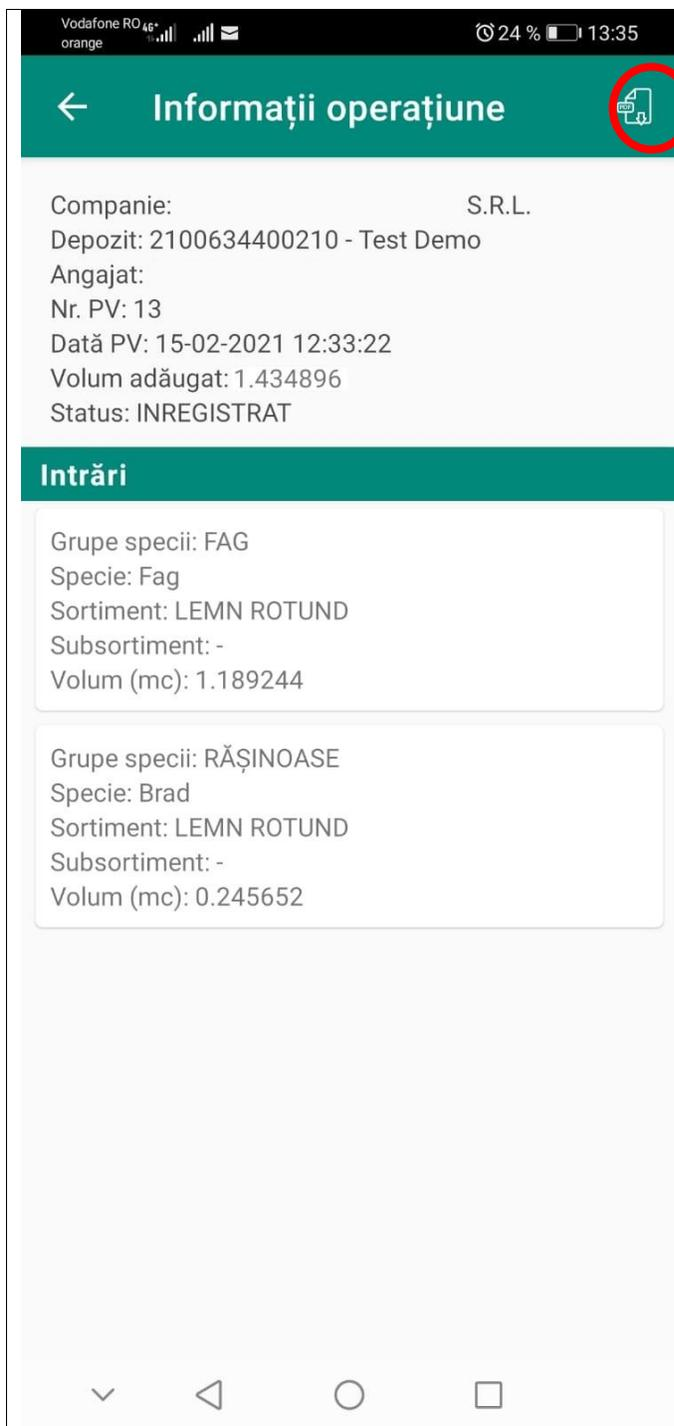 Vodafone RO 4G+
orange
24 % 13:35
Informații operațiune
PDF
Companie: S.R.L.
Depozit: 2100634400210 - Test Demo
Angajat:
Nr. PV: 13
Dată PV: 15-02-2021 12:33:22
Volum adăugat: 1.434896
Status: INREGISTRAT
Intrări
Grupe specii: FAG
Specie: Fag
Sortiment: LEMN ROTUND
Subsortiment: -
Volum (mc): 1.189244
Grupe specii: RĂȘINOASE
Specie: Brad
Sortiment: LEMN ROTUND
Subsortiment: -
Volum (mc): 0.245652